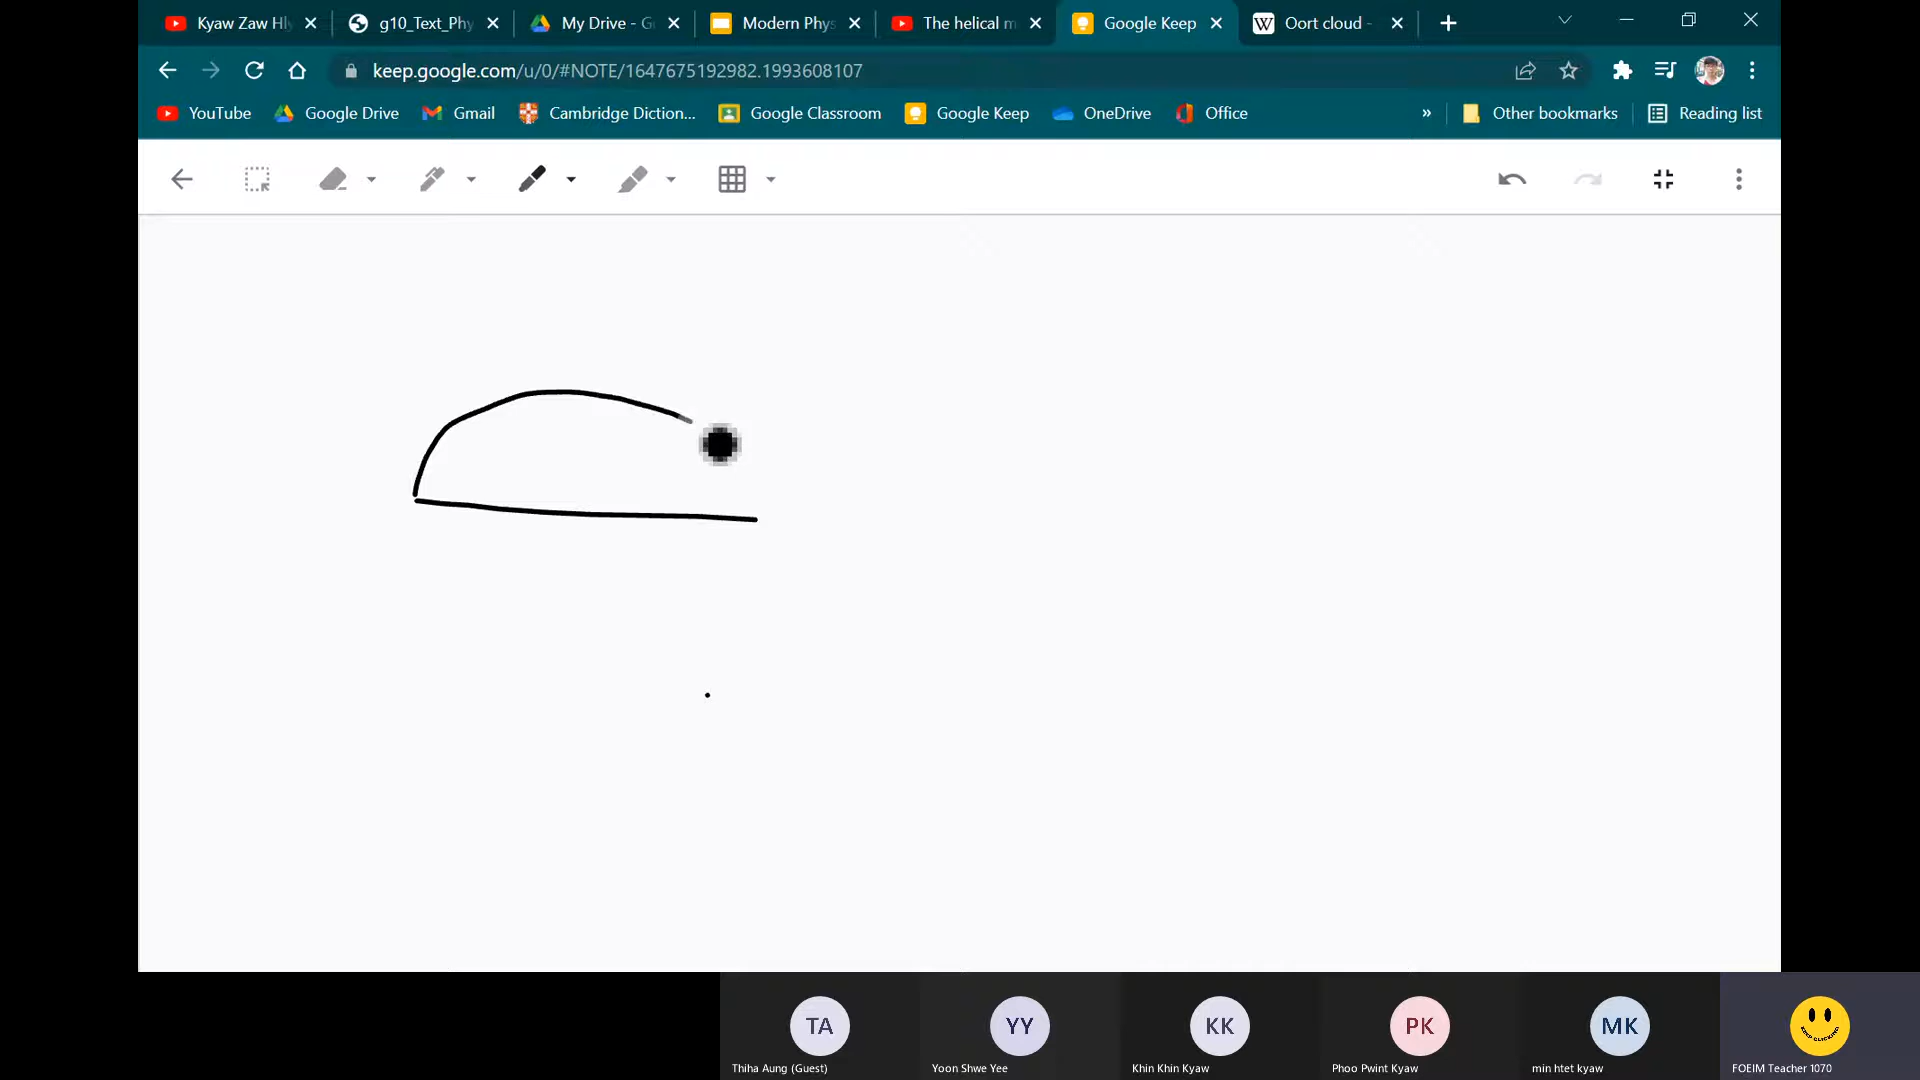 Kyaw Zaw Hl
g10_Text_Phy
My Drive - G
Modern Phys
The helical m
Google Keep
Oort cloud -
keep.google.com/u/0/#NOTE/1647675192982.1993608107
YouTube
Google Drive
Gmail
Cambridge Diction...
Google Classroom
Google Keep
OneDrive
Office
»
Other bookmarks
Reading list
TA
YY
KK
PK
MK
Thiha Aung (Guest)
Yoon Shwe Yee
Khin Khin Kyaw
Phoo Pwint Kyaw
min htet kyaw
FOEIM Teacher 1070